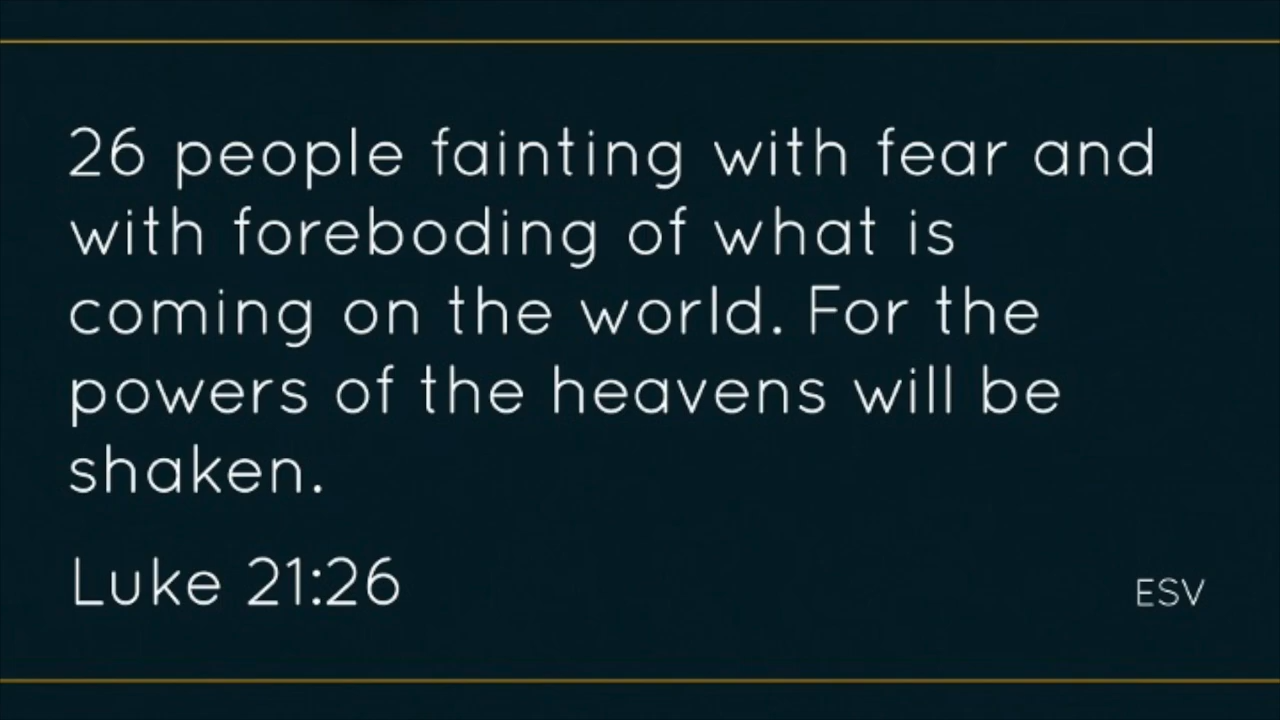 26 people fainting with fear and
with foreboding of what is
coming on the world. For the
powers of the heavens will be
shaken.
Luke 21:26
ESV